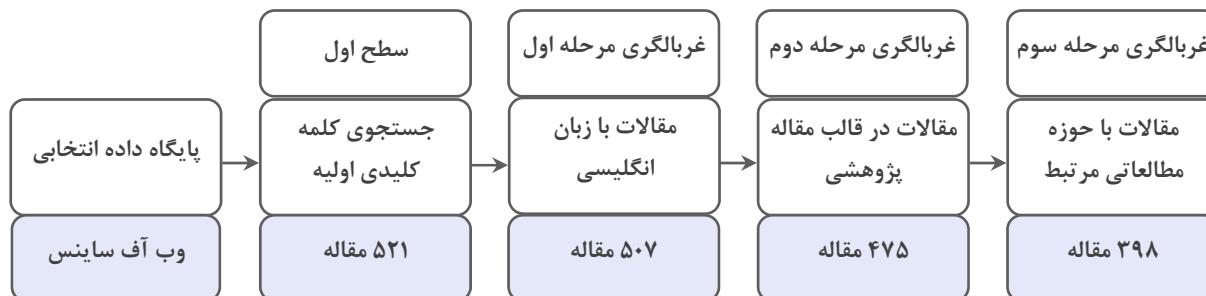 سطح اول
غربالگری مرحله اول
غربالگری مرحله دوم
غربالگری مرحله سوم
پایگاه داده انتخابی
جستجوی کلمه
کلیدی اولیه
مقالات با زبان
انگلیسی
مقالات در قالب مقاله
پژوهشی
مقالات با حوزه
مطالعاتی مرتبط
وب آف ساینس
۵۲۱ مقاله
۵۰۷ مقاله
۴۷۵ مقاله
۳۹۸ مقاله